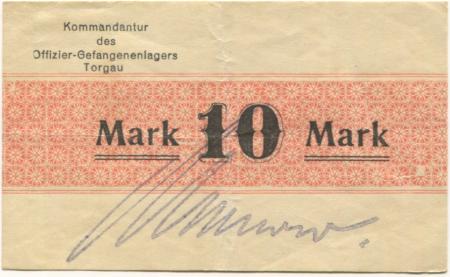 Kommandantur
des
Offizier-Gefangenenlagers
Torgau
Mark 10 Mark